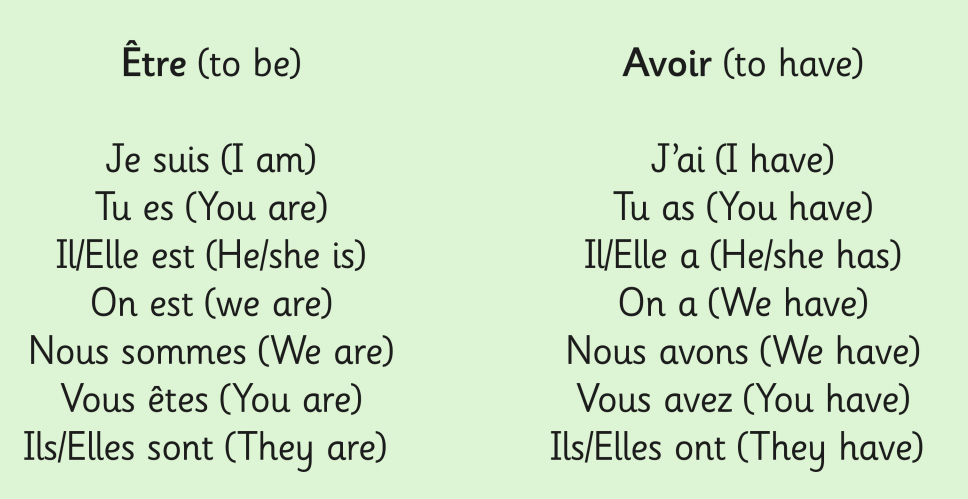 Être (to be)
Je suis (I am)
Tu es (You are)
Il/Elle est (He/she is)
On est (we are)
Nous sommes (We are)
Vous êtes (You are)
Ils/Elles sont (They are)
Avoir (to have)
J’ai (I have)
Tu as (You have)
Il/Elle a (He/she has)
On a (We have)
Nous avons (We have)
Vous avez (You have)
Ils/Elles ont (They have)